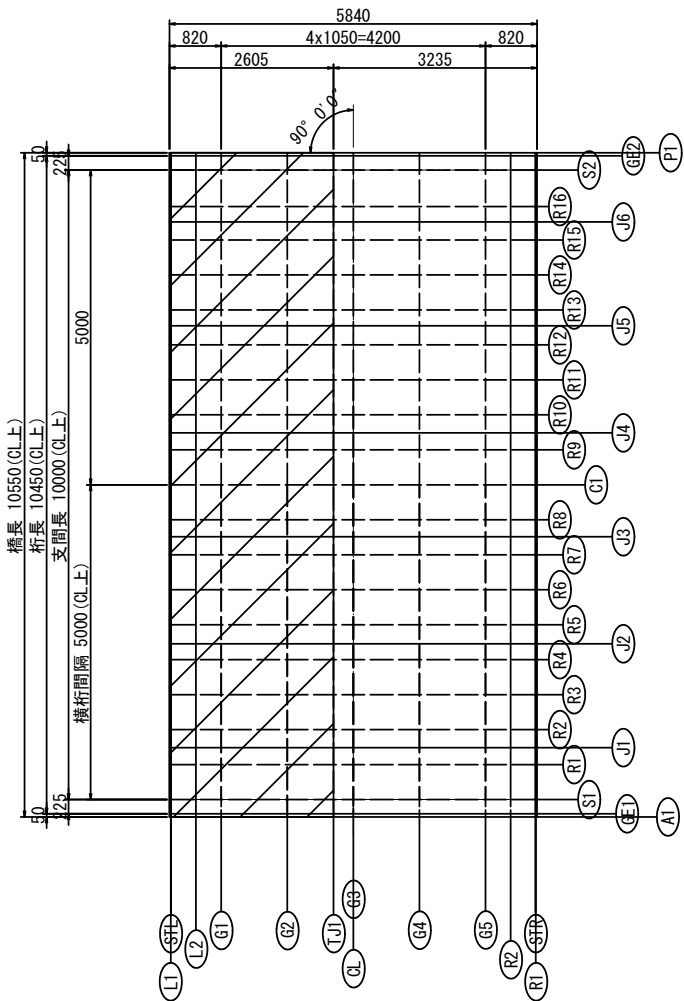 5840
820
4x1050=4200
820
2605
3235
90° 0'0"
橋長 10550(CL上)
桁長 10450(CL上)
支間長 10000(CL上)
横桁間隔 5000(CL上)
5000
50
225
50
225
P1
GE2
S2
R16
J6
R15
R14
R13
J5
R12
R11
R10
J4
R9
C1
R8
J3
R7
R6
R5
J2
R4
R3
R2
J1
R1
S1
GE1
A1
L1
STL
L2
G1
G2
TJ1
CL
G3
G4
G5
R2
R1
STR